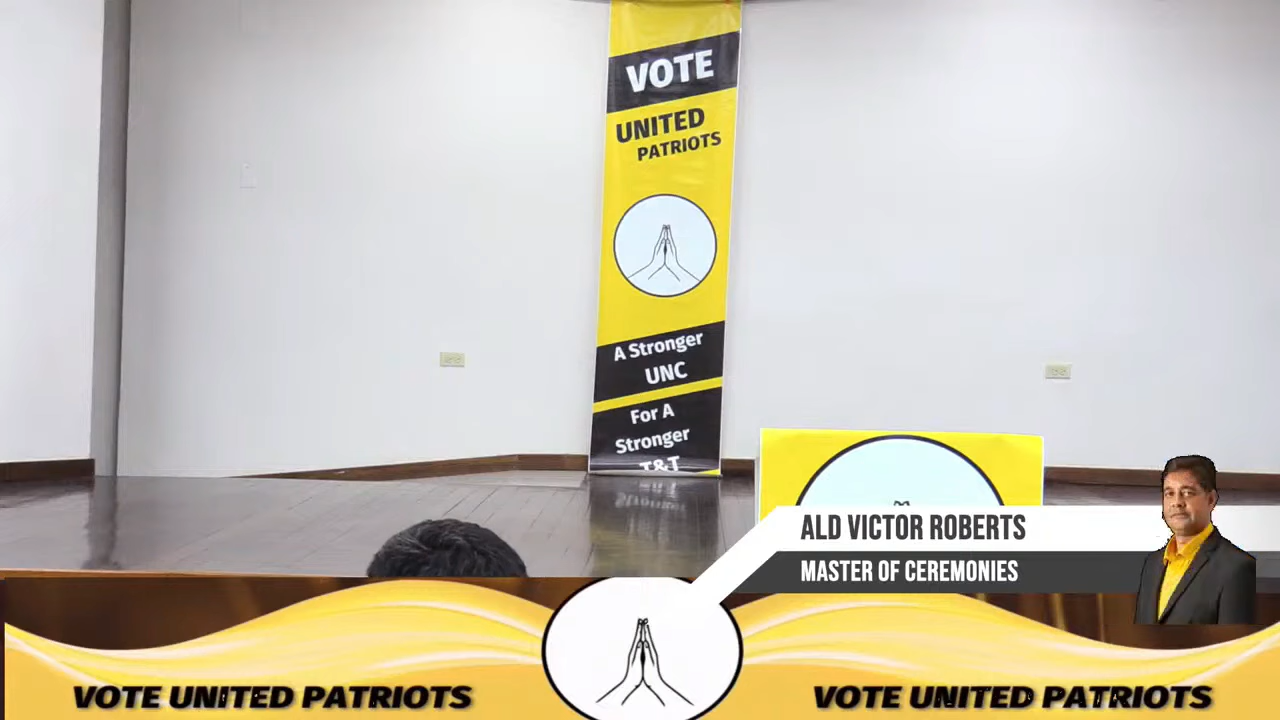 VOTE
UNITED
PATRIOTS
A Stronger
UNC
For A
Stronger
T&T
ALD VICTOR ROBERTS
MASTER OF CEREMONIES
VOTE UNITED PATRIOTS
VOTE UNITED PATRIOTS